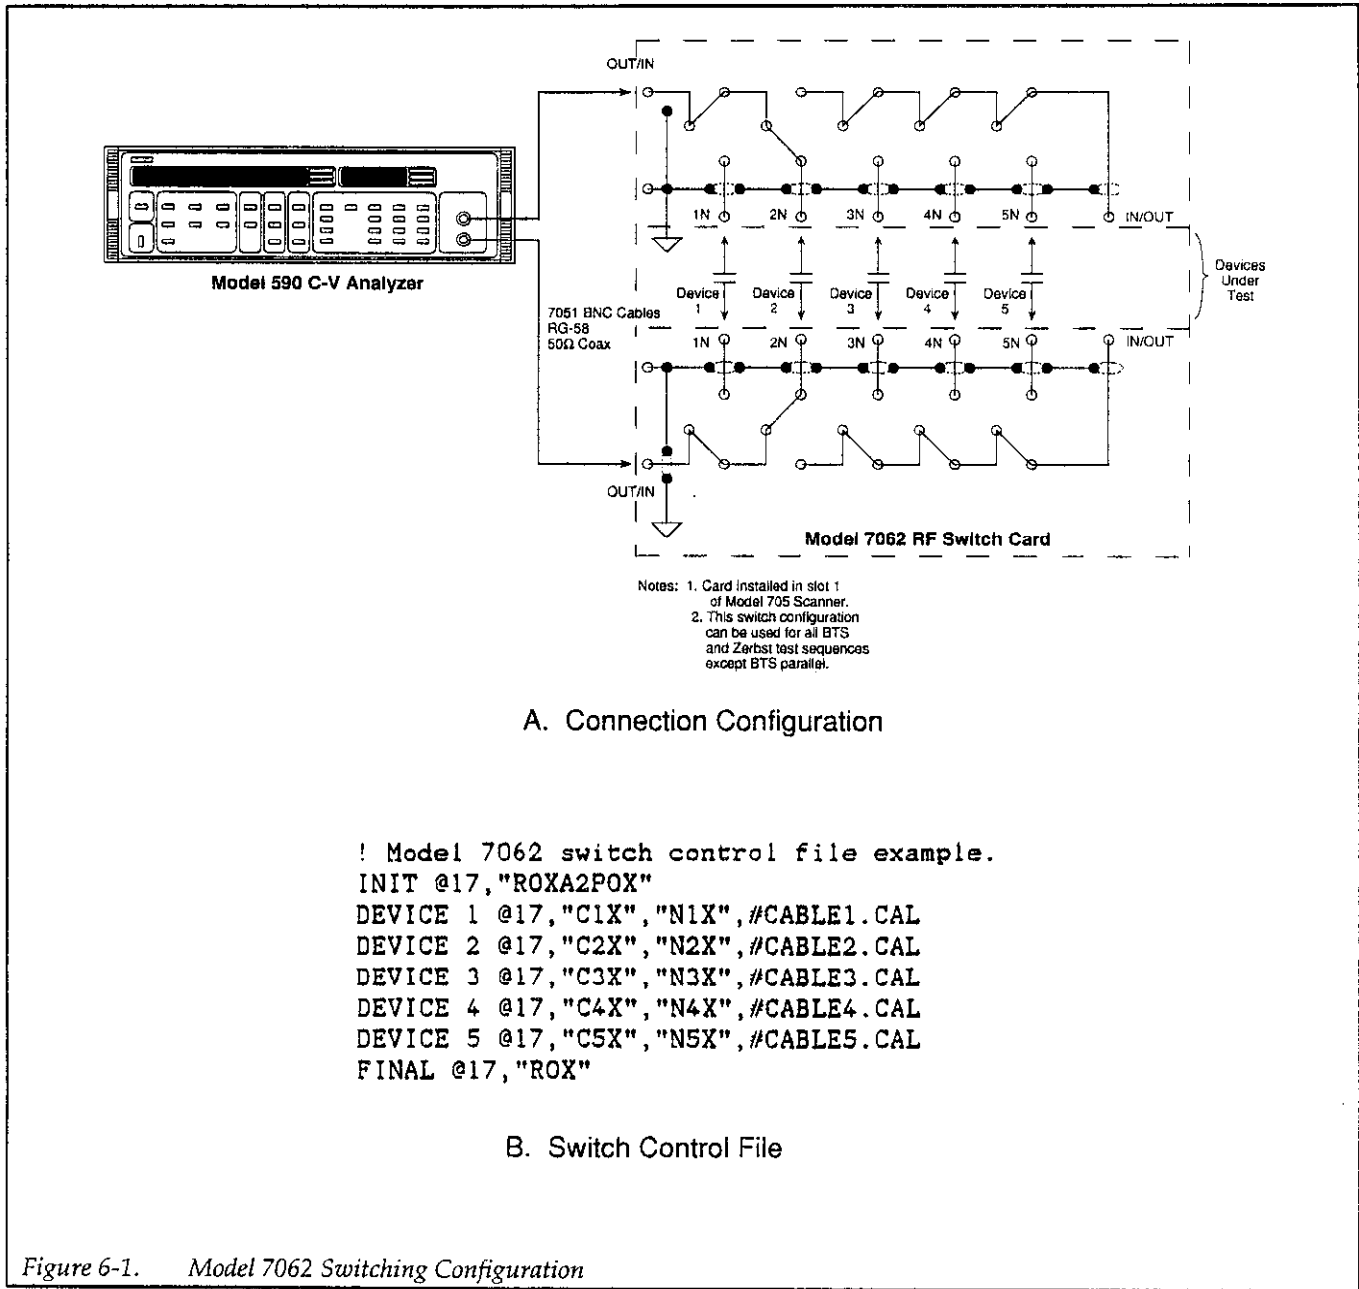 OUT/IN
1N 2N 3N 4N 5N IN/OUT
Model 590 C-V Analyzer
Device 1
Device 2
Device 3
Device 4
Device 5
Devices
Under
Test
7051 BNC Cables
RG-58
50Ω Coax
1N 2N 3N 4N 5N IN/OUT
OUT/IN
Model 7062 RF Switch Card
Notes: 1. Card installed in slot 1
of Model 705 Scanner.
2. This switch configuration
can be used for all BTS
and Zerbst test sequences
except BTS parallel.
A. Connection Configuration
! Model 7062 switch control file example.
INIT @17,"R0XA2P0X"
DEVICE 1 @17,"C1X","N1X",#CABLE1.CAL
DEVICE 2 @17,"C2X","N2X",#CABLE2.CAL
DEVICE 3 @17,"C3X","N3X",#CABLE3.CAL
DEVICE 4 @17,"C4X","N4X",#CABLE4.CAL
DEVICE 5 @17,"C5X","N5X",#CABLE5.CAL
FINAL @17,"R0X"
B. Switch Control File
Figure 6-1. Model 7062 Switching Configuration